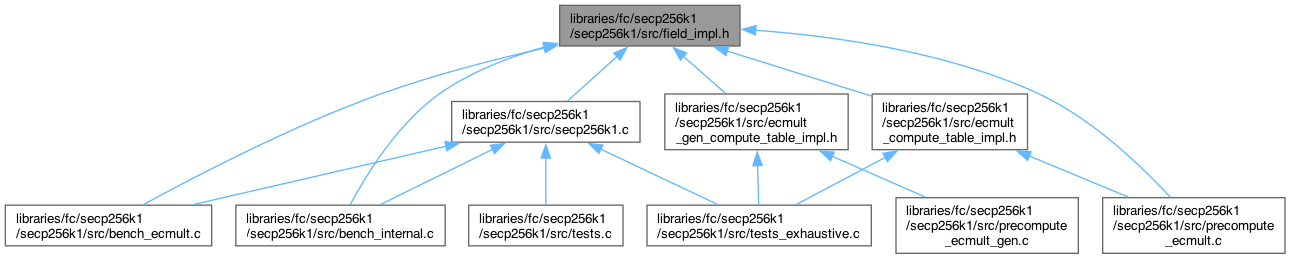 libraries/fc/secp256k1
/secp256k1/src/field_impl.h
libraries/fc/secp256k1
/secp256k1/src/secp256k1.c
libraries/fc/secp256k1
/secp256k1/src/ecmult
_gen_compute_table_impl.h
libraries/fc/secp256k1
/secp256k1/src/ecmult
_compute_table_impl.h
libraries/fc/secp256k1
/secp256k1/src/bench_ecmult.c
libraries/fc/secp256k1
/secp256k1/src/bench_internal.c
libraries/fc/secp256k1
/secp256k1/src/tests.c
libraries/fc/secp256k1
/secp256k1/src/tests_exhaustive.c
libraries/fc/secp256k1
/secp256k1/src/precompute
_ecmult_gen.c
libraries/fc/secp256k1
/secp256k1/src/precompute
_ecmult.c